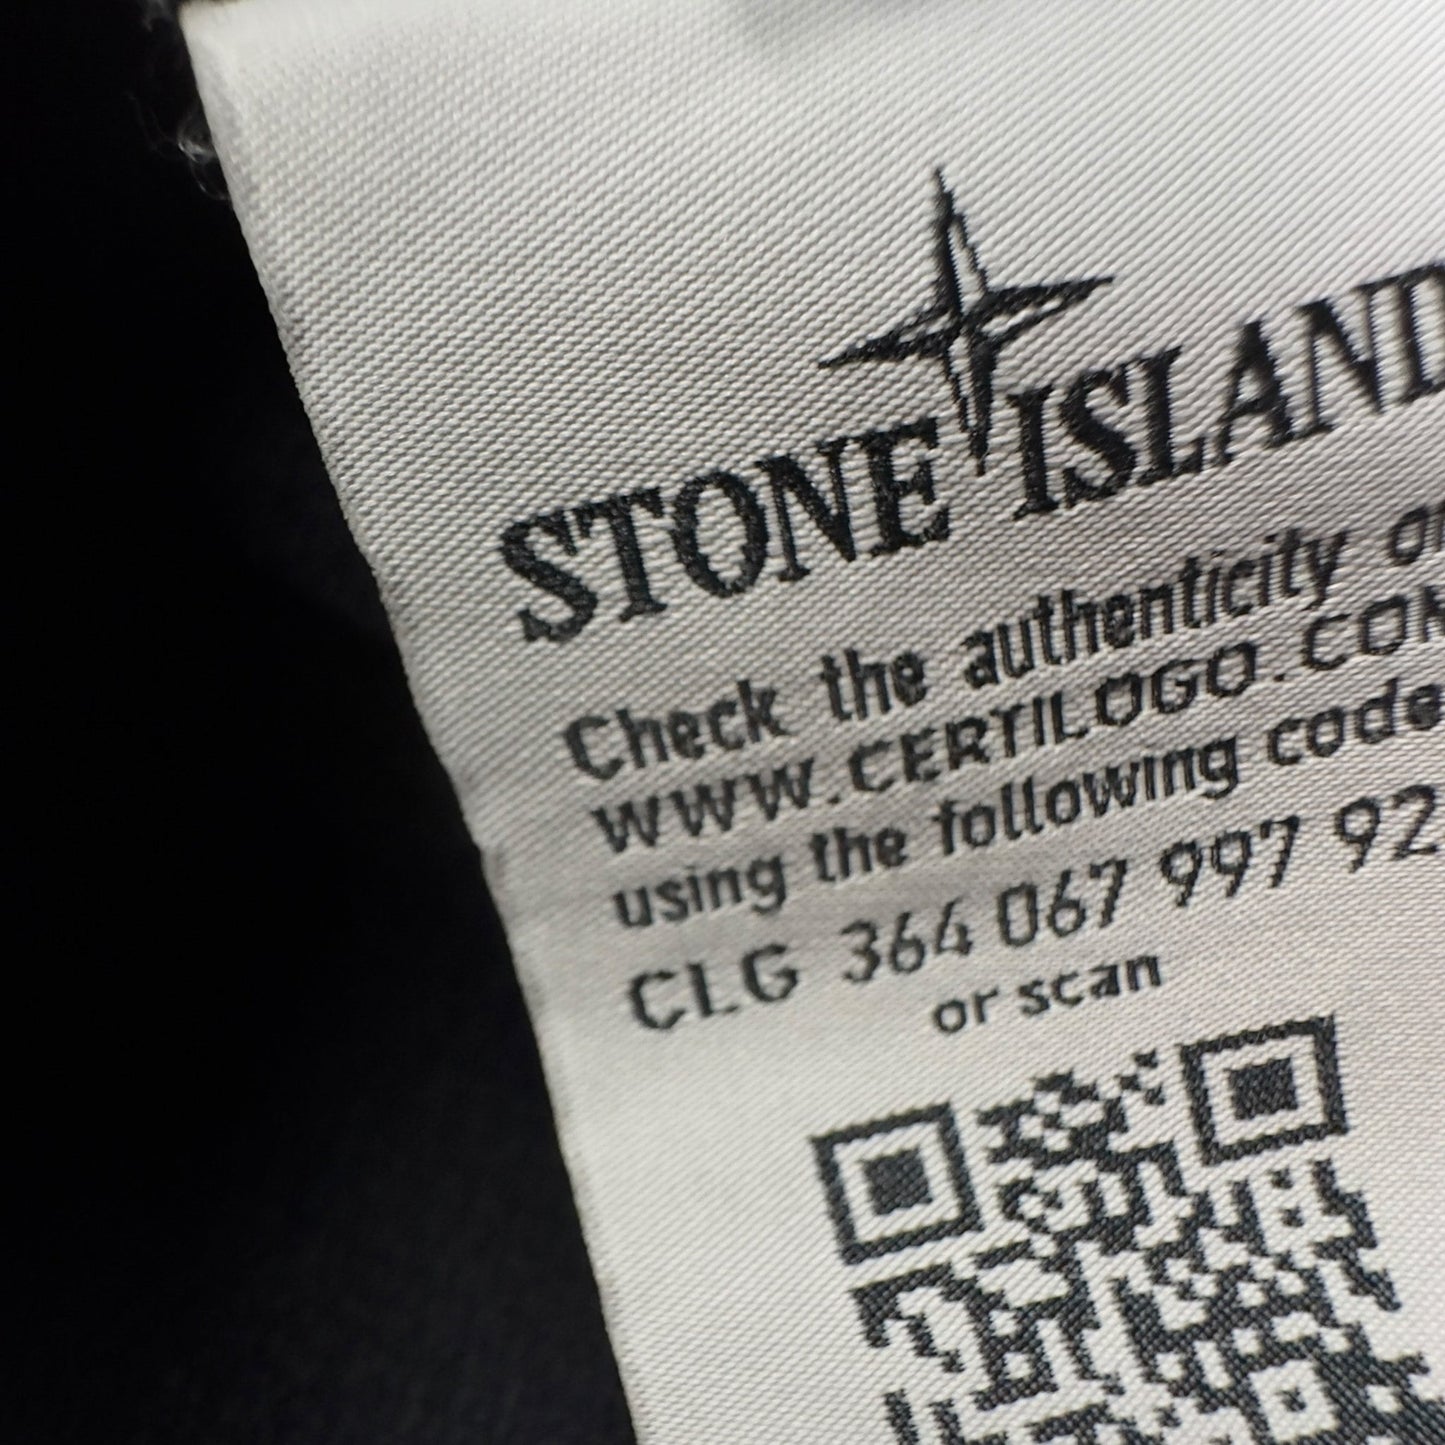 STONE ISLAND
Check the authenticity
WWW.CERTILOGO.COM
using the following code
CLG 364 067 997 92
or scan